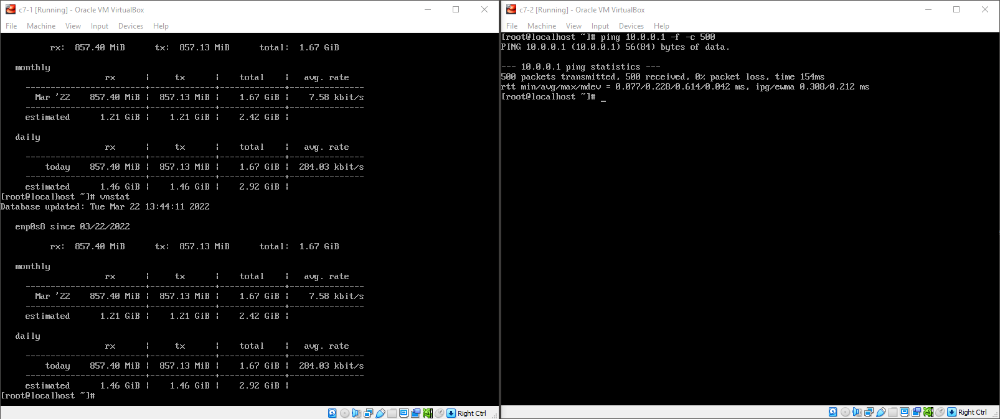 c7-1 [Running] - Oracle VM VirtualBox
File Machine View Input Devices Help
rx: 857.40 MiB tx: 857.13 MiB total: 1.67 GiB
monthly
rx ¦ tx ¦ total ¦ avg. rate
------------------------+-------------+-------------+---------------
Mar '22 857.40 MiB ¦ 857.13 MiB ¦ 1.67 GiB ¦ 7.58 kbit/s
------------------------+-------------+-------------+---------------
estimated 1.21 GiB ¦ 1.21 GiB ¦ 2.42 GiB ¦
daily
rx ¦ tx ¦ total ¦ avg. rate
------------------------+-------------+-------------+---------------
today 857.40 MiB ¦ 857.13 MiB ¦ 1.67 GiB ¦ 284.03 kbit/s
------------------------+-------------+-------------+---------------
estimated 1.46 GiB ¦ 1.46 GiB ¦ 2.92 GiB ¦
[root@localhost ~]# vnstat
Database updated: Tue Mar 22 13:44:11 2022
enp0s8 since 03/22/2022
rx: 857.40 MiB tx: 857.13 MiB total: 1.67 GiB
monthly
rx ¦ tx ¦ total ¦ avg. rate
------------------------+-------------+-------------+---------------
Mar '22 857.40 MiB ¦ 857.13 MiB ¦ 1.67 GiB ¦ 7.58 kbit/s
------------------------+-------------+-------------+---------------
estimated 1.21 GiB ¦ 1.21 GiB ¦ 2.42 GiB ¦
daily
rx ¦ tx ¦ total ¦ avg. rate
------------------------+-------------+-------------+---------------
today 857.40 MiB ¦ 857.13 MiB ¦ 1.67 GiB ¦ 284.03 kbit/s
------------------------+-------------+-------------+---------------
estimated 1.46 GiB ¦ 1.46 GiB ¦ 2.92 GiB ¦
[root@localhost ~]#
Right Ctrl
c7-2 [Running] - Oracle VM VirtualBox
File Machine View Input Devices Help
[root@localhost ~]# ping 10.0.0.1 -f -c 500
PING 10.0.0.1 (10.0.0.1) 56(84) bytes of data.
--- 10.0.0.1 ping statistics ---
500 packets transmitted, 500 received, 0% packet loss, time 154ms
rtt min/avg/max/mdev = 0.077/0.228/0.614/0.042 ms, ipg/ewma 0.308/0.212 ms
[root@localhost ~]# _
Right Ctrl